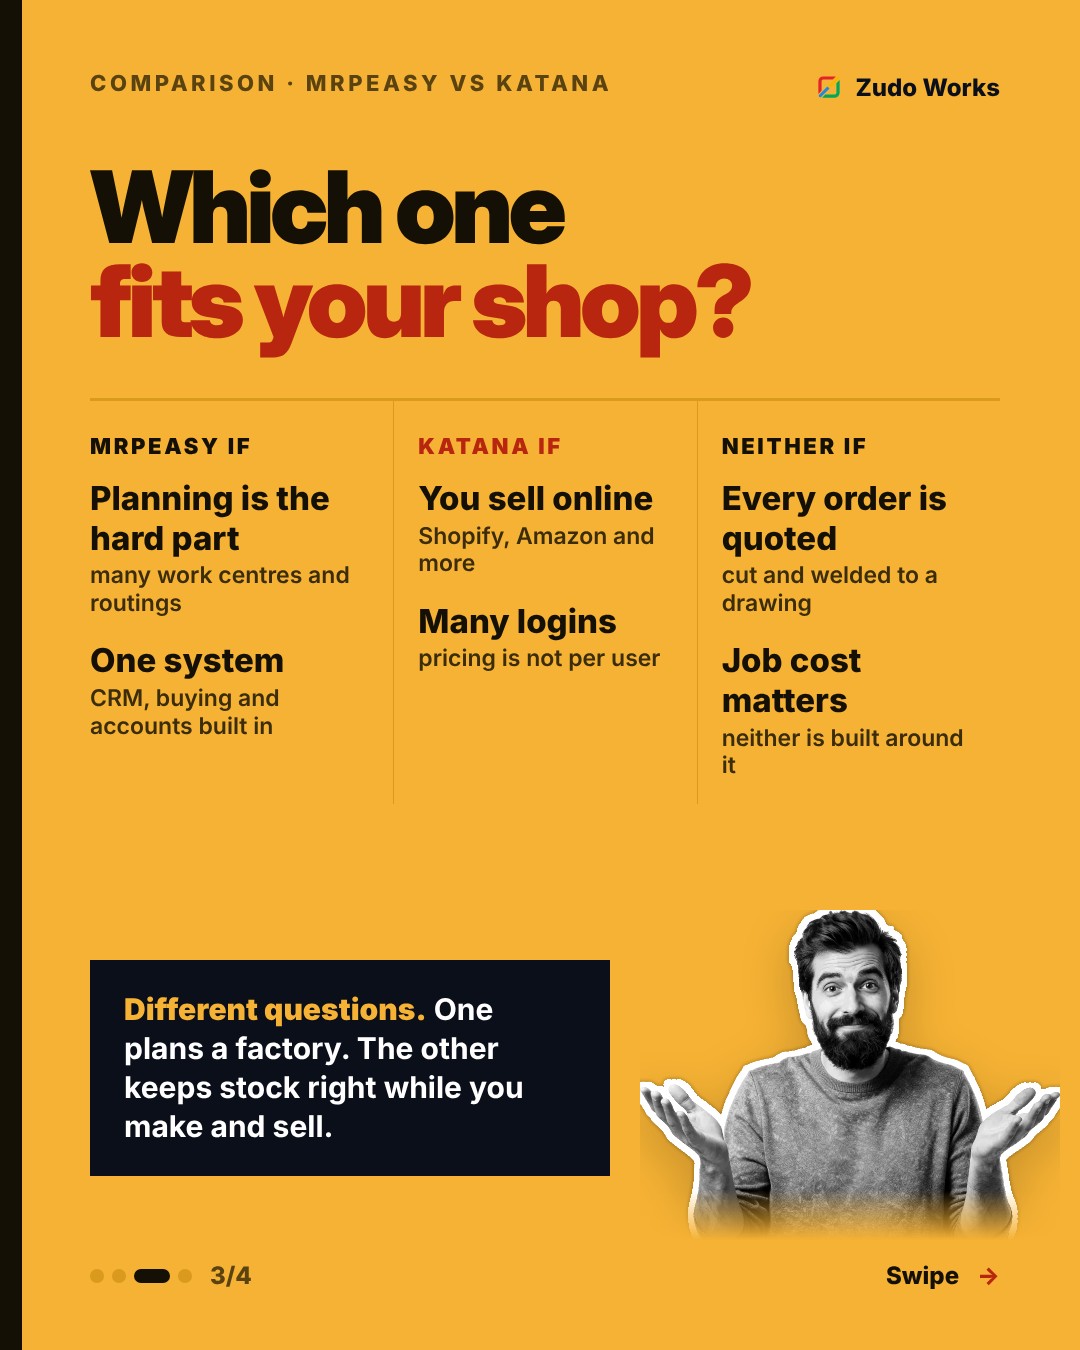 COMPARISON · MRPEASY VS KATANA
Zudo Works
Which one
fits your shop?
MRPEASY IF
Planning is the
hard part
many work centres and
routings
One system
CRM, buying and
accounts built in
KATANA IF
You sell online
Shopify, Amazon and
more
Many logins
pricing is not per user
NEITHER IF
Every order is
quoted
cut and welded to a
drawing
Job cost
matters
neither is built around
it
Different questions. One
plans a factory. The other
keeps stock right while you
make and sell.
3/4
Swipe →